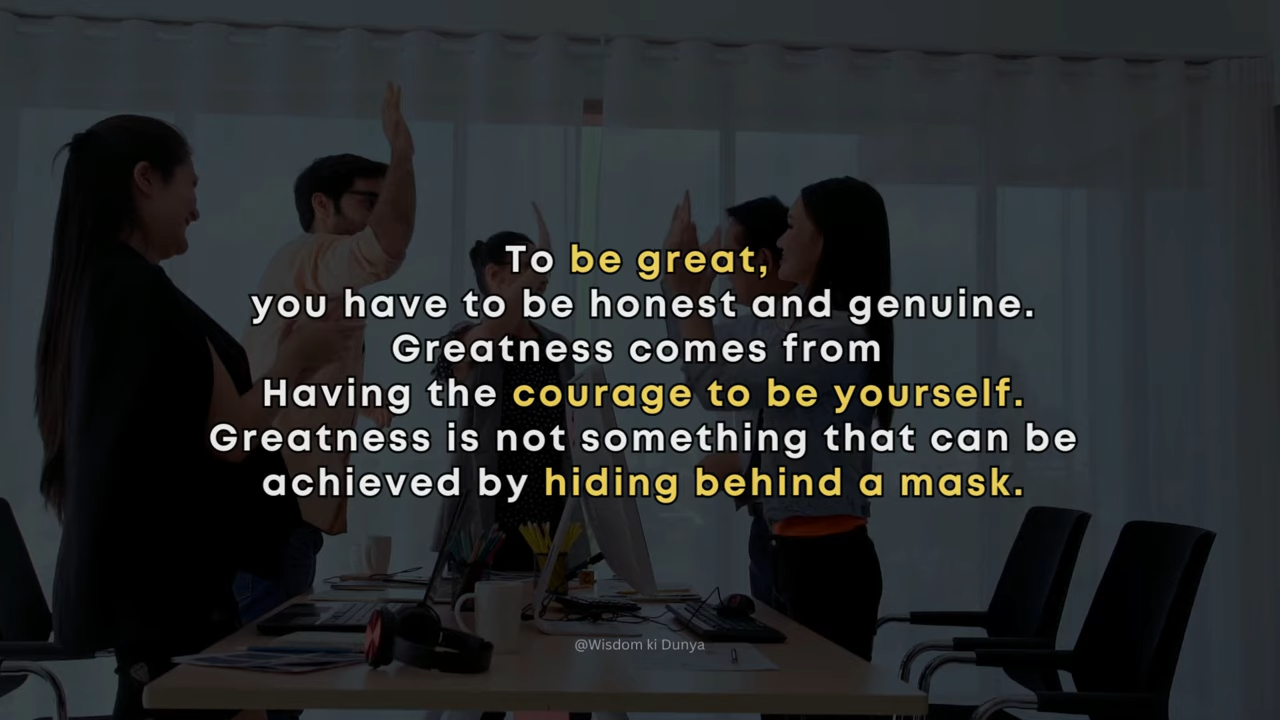 To be great,
you have to be honest and genuine.
Greatness comes from
Having the courage to be yourself.
Greatness is not something that can be
achieved by hiding behind a mask.
@Wisdom ki Dunya